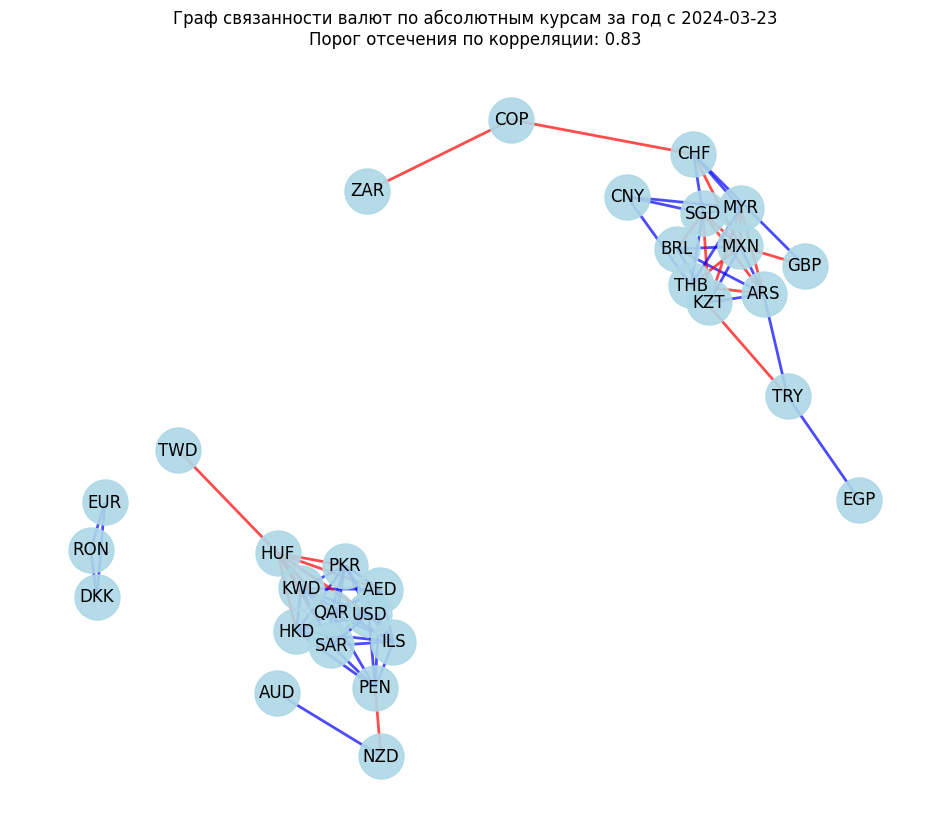 Граф связанности валют по абсолютным курсам за год с 2024-03-23
Порог отсечения по корреляции: 0.83
COP
CHF
ZAR
CNY
SGD
MYR
BRL
MXN
GBP
THB
KZT
ARS
TRY
TWD
EUR
EGP
RON
HUF
PKR
DKK
KWD
AED
QAR
USD
HKD
SAR
ILS
AUD
PEN
NZD